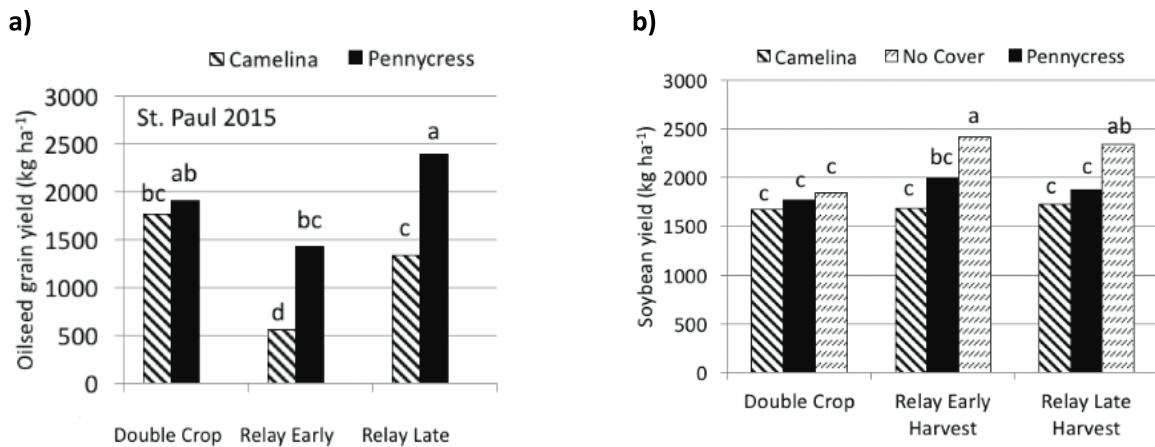 a)
Camelina Pennycress
Oilseed grain yield (kg ha⁻¹)
3000
2500
2000
1500
1000
500
0
St. Paul 2015
bc ab
d bc
c a
Double Crop Relay Early Relay Late
b)
Camelina No Cover Pennycress
Soybean yield (kg ha⁻¹)
3000
2500
2000
1500
1000
500
0
c c c
c bc a
c c ab
Double Crop Relay Early Relay Late
Harvest Harvest